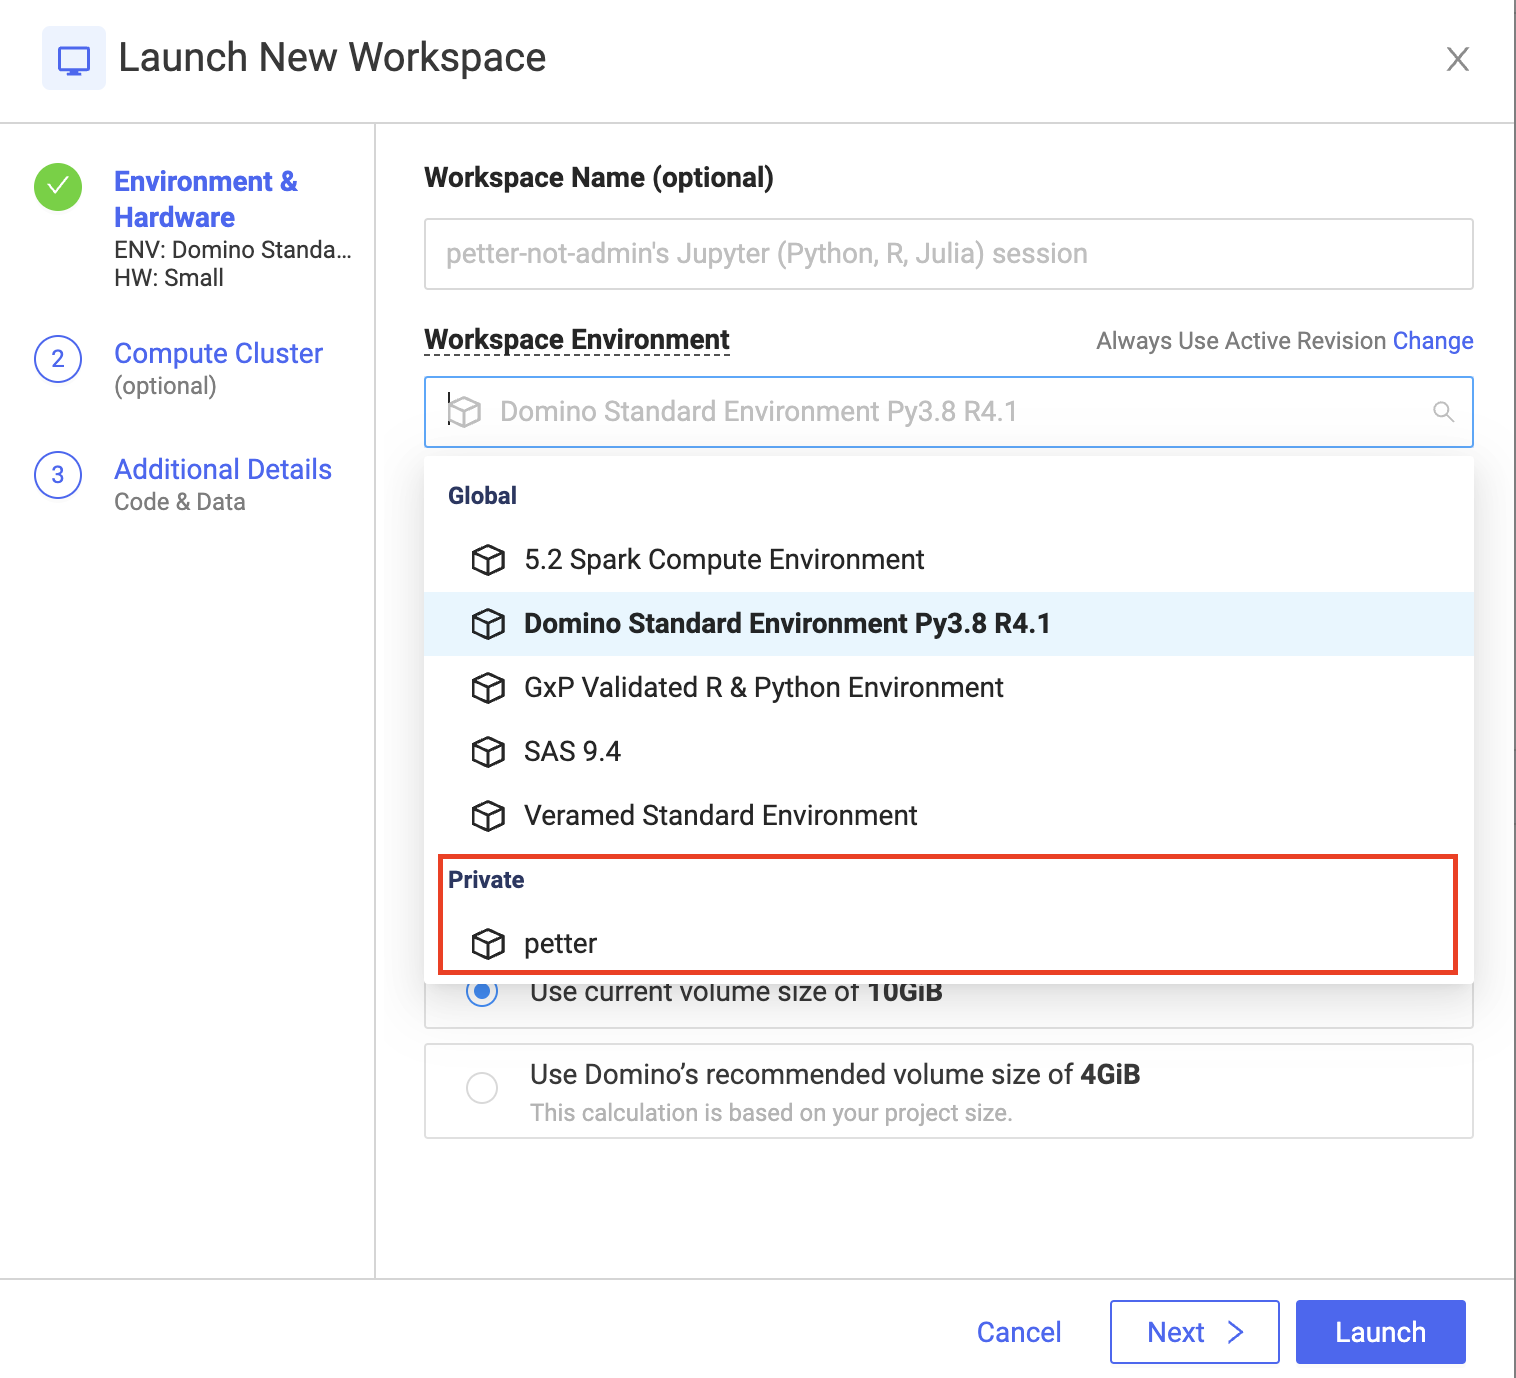 Launch New Workspace
Environment &
Hardware
ENV: Domino Standa...
HW: Small
2
Compute Cluster
(optional)
3
Additional Details
Code & Data
Workspace Name (optional)
petter-not-admin's Jupyter (Python, R, Julia) session
Workspace Environment
Always Use Active Revision Change
Domino Standard Environment Py3.8 R4.1
Global
5.2 Spark Compute Environment
Domino Standard Environment Py3.8 R4.1
GxP Validated R & Python Environment
SAS 9.4
Veramed Standard Environment
Private
petter
Use current volume size of 10GiB
Use Domino’s recommended volume size of 4GiB
This calculation is based on your project size.
Cancel
Next
Launch